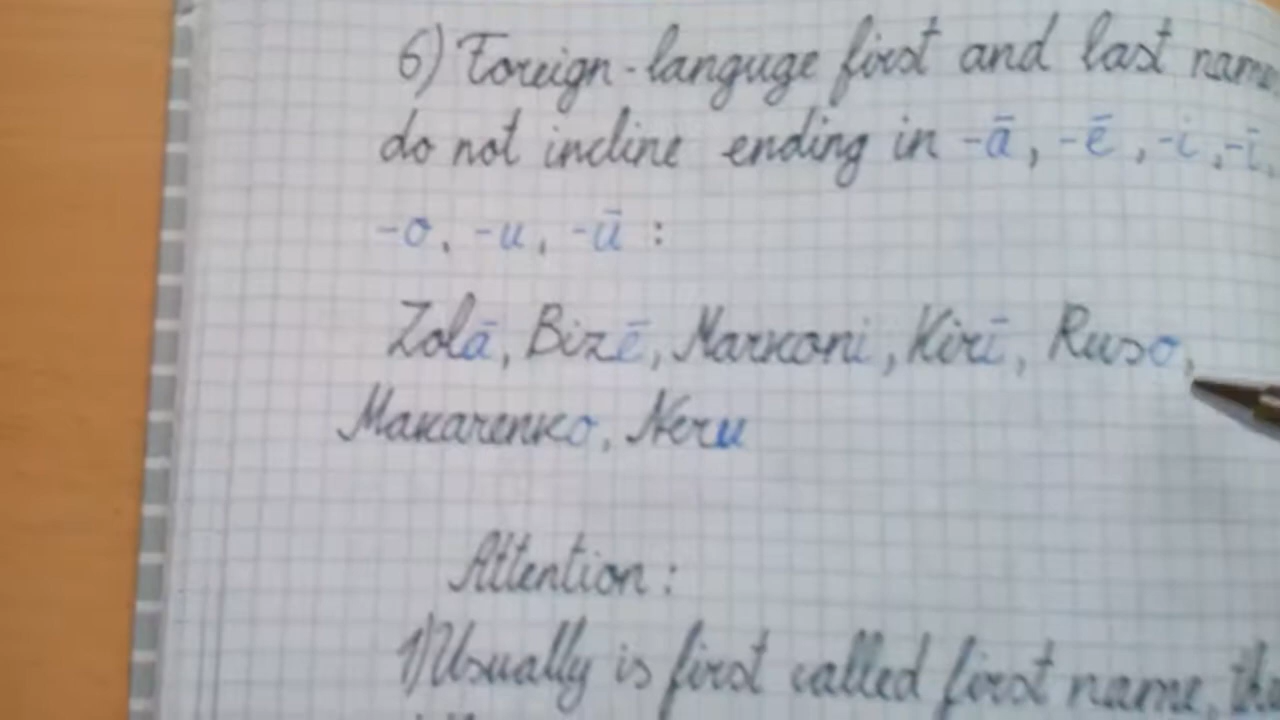 6) Foreign-languge first and last name
do not incline ending in -ā, -ē, -i, -ī,
-o, -u, -ū :
Zolā, Bizē, Markoni, Kirī, Ruso,
Makarenko, Neru
Attention :
1) Usually is first called first name, the